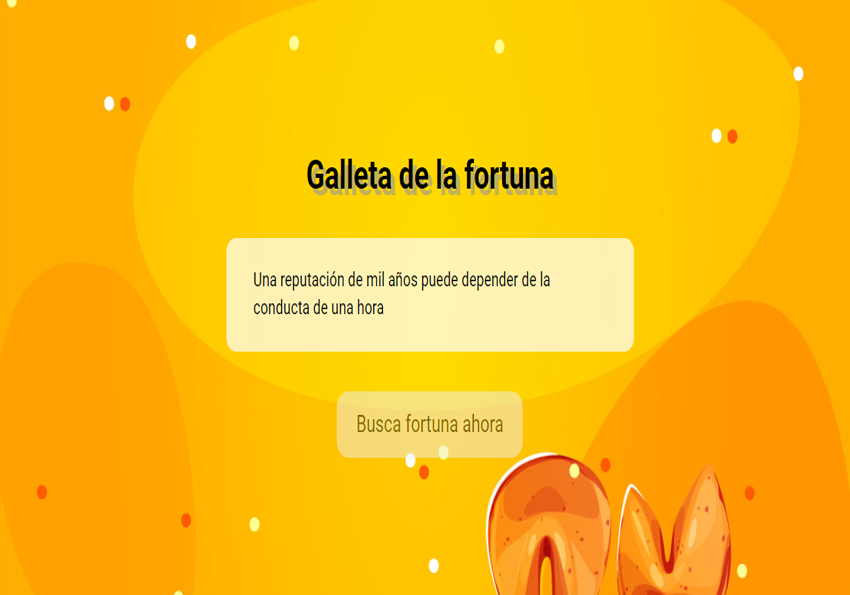 Galleta de la fortuna
Una reputación de mil años puede depender de la
conducta de una hora
Busca fortuna ahora